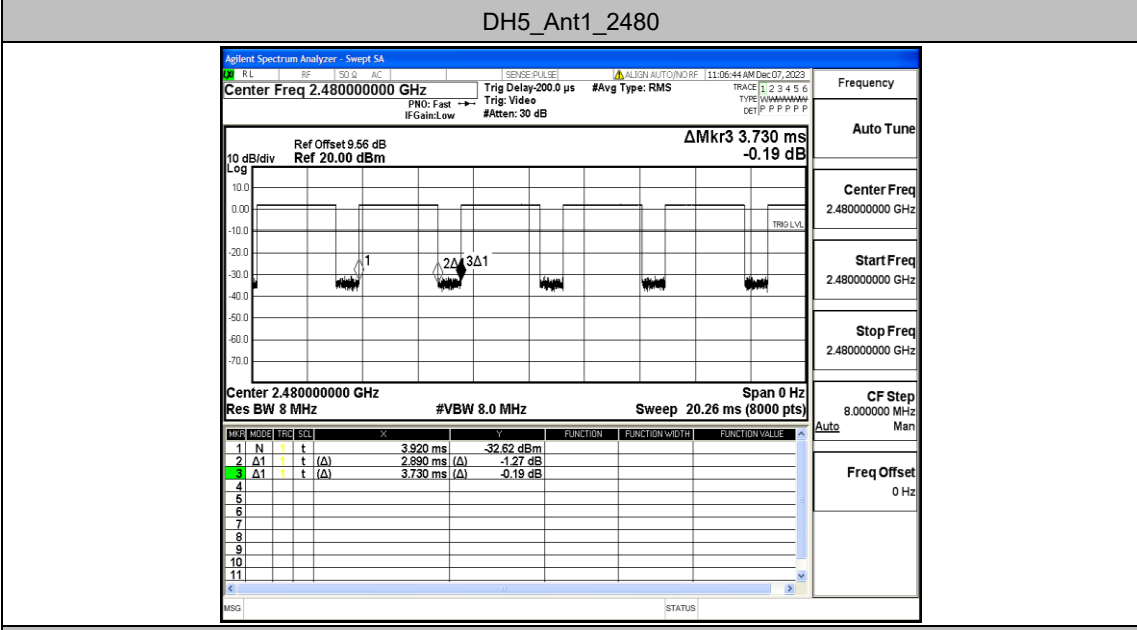 DH5_Ant1_2480
Agilent Spectrum Analyzer - Swept SA
RL RF 50 Ω AC SENSE:PULSE ALIGN AUTO/NO RF 11:06:44 AM Dec 07, 2023
Center Freq 2.480000000 GHz
PNO: Fast
IFGain:Low
Trig Delay-200.0 µs
Trig: Video
#Atten: 30 dB
#Avg Type: RMS
TRACE 1 2 3 4 5 6
TYPE WWWWWW
DET P P P P P P
Ref Offset 9.56 dB
10 dB/div Ref 20.00 dBm
Log
ΔMkr3 3.730 ms
-0.19 dB
10.0
0.00
-10.0
-20.0
-30.0
-40.0
-50.0
-60.0
-70.0
TRIG LVL
1
3Δ1
Center 2.480000000 GHz Span 0 Hz
Res BW 8 MHz #VBW 8.0 MHz Sweep 20.26 ms (8000 pts)
MKR MODE TRC SCL X Y FUNCTION FUNCTION WIDTH FUNCTION VALUE
1 N 1 t 3.920 ms -32.62 dBm
2 Δ1 1 t (Δ) 2.890 ms (Δ) -1.27 dB
3 Δ1 1 t (Δ) 3.730 ms (Δ) -0.19 dB
4
5
6
7
8
9
10
11
MSG STATUS
Frequency
Auto Tune
Center Freq
2.480000000 GHz
Start Freq
2.480000000 GHz
Stop Freq
2.480000000 GHz
CF Step
8.000000 MHz
Auto Man
Freq Offset
0 Hz